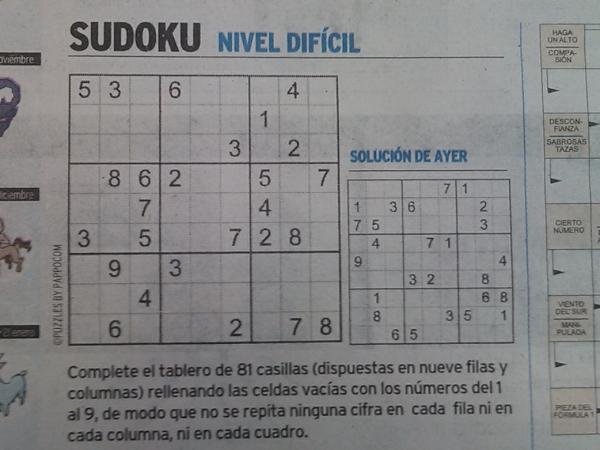 SUDOKU NIVEL DIFÍCIL
5 3 6 4
1
3 2
8 6 2 5 7
7 4
3 5 7 2 8
9 3
4
6 2 7 8
©PUZZLES BY PAPPOCOM
SOLUCIÓN DE AYER
7 1
1 3 6 2
7 5 3
4 7 1
9 4
3 2 8
1 6 8
8 3 5 1
6 5
Complete el tablero de 81 casillas (dispuestas en nueve filas y
columnas) rellenando las celdas vacías con los números del 1
al 9, de modo que no se repita ninguna cifra en cada fila ni en
cada columna, ni en cada cuadro.
HAGA
UN ALTO
COMPA-
SIÓN
DESCON-
FIANZA
SABROSAS
TAZAS
CIERTO
NÚMERO
VIENTO
DEL SUR
MANI-
PULADA
PIEZA DEL
FÓRMULA 1